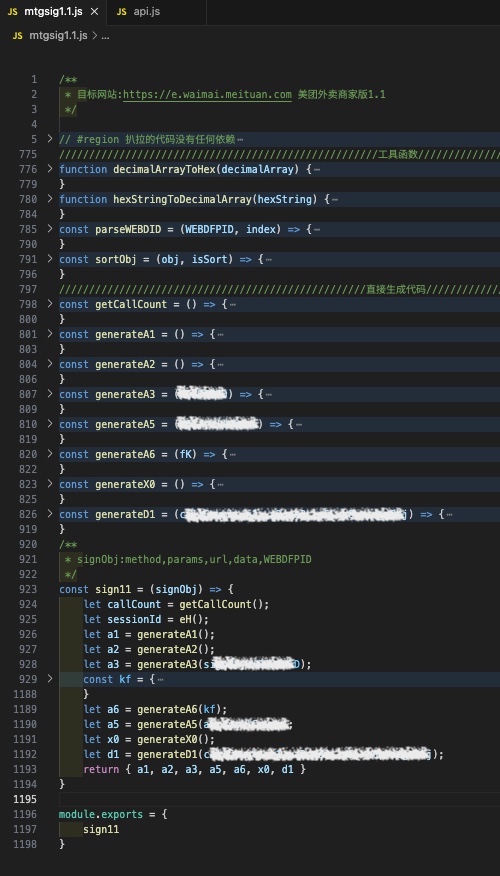 JS mtgsig1.1.js × JS api.js
JS mtgsig1.1.js > ...
1 /**
2 * 目标网站:https://e.waimai.meituan.com 美团外卖商家版1.1
3 */
4
5 // #region 扒拉的代码没有任何依赖…
775 /////////////////////////////////////////////////////工具函数//////////////
776 function decimalArrayToHex(decimalArray) {…
779 }
780 function hexStringToDecimalArray(hexString) {…
784 }
785 const parseWEBDID = (WEBDFPID, index) => {…
790 }
791 const sortObj = (obj, isSort) => {…
796 }
797 ///////////////////////////////////////////////////直接生成代码////////////
798 const getCallCount = () => {…
800 }
801 const generateA1 = () => {…
803 }
804 const generateA2 = () => {…
806 }
807 const generateA3 = ( ) => {…
809 }
810 const generateA5 = ( ) => {…
819 }
820 const generateA6 = (fK) => {…
822 }
823 const generateX0 = () => {…
825 }
826 const generateD1 = (c ) => {…
919 }
920 /**
921 * signObj:method,params,url,data,WEBDFPID
922 */
923 const sign11 = (signObj) => {
924 let callCount = getCallCount();
925 let sessionId = eH();
926 let a1 = generateA1();
927 let a2 = generateA2();
928 let a3 = generateA3(si D);
929 const kf = {…
1188 }
1189 let a6 = generateA6(kf);
1190 let a5 = generateA5(a ;
1191 let x0 = generateX0();
1192 let d1 = generateD1(c );
1193 return { a1, a2, a3, a5, a6, x0, d1 }
1194 }
1195
1196 module.exports = {
1197 sign11
1198 }